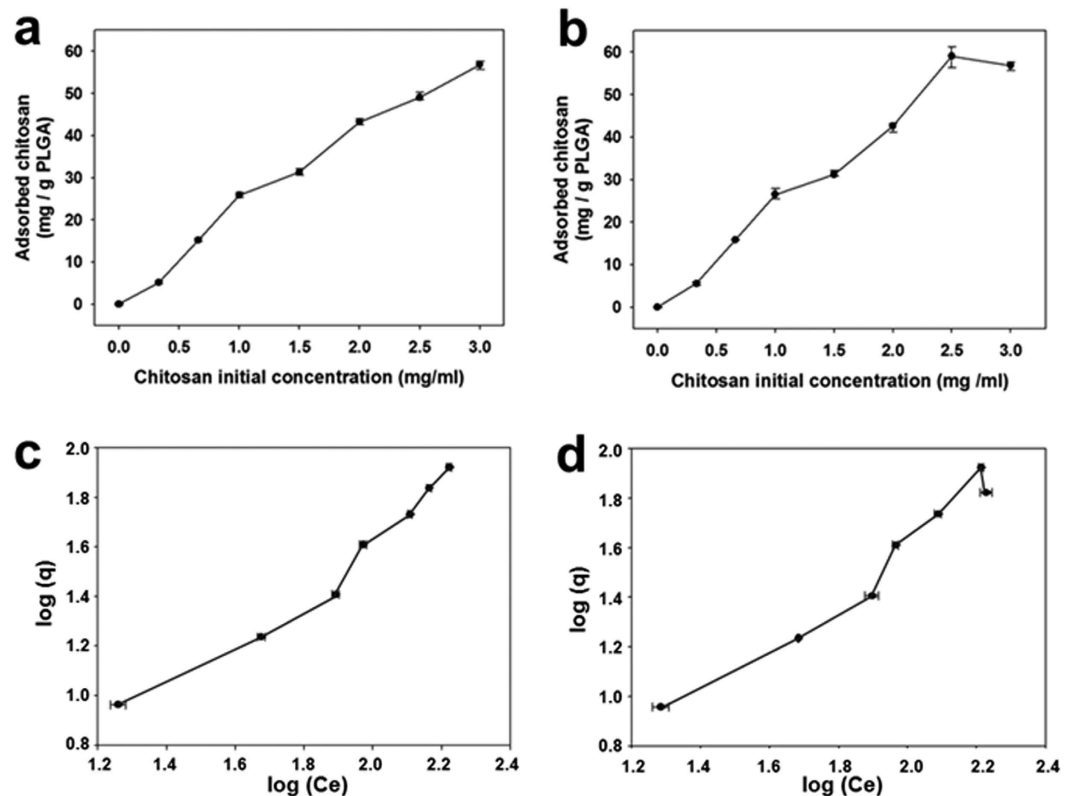 a
60
50
40
30
20
10
0
Adsorbed chitosan
(mg / g PLGA)
0.0 0.5 1.0 1.5 2.0 2.5 3.0
Chitosan initial concentration (mg/ml)
b
60
50
40
30
20
10
0
Adsorbed chitosan
(mg / g PLGA)
0.0 0.5 1.0 1.5 2.0 2.5 3.0
Chitosan initial concentration (mg /ml)
c
2.0
1.8
1.6
1.4
1.2
1.0
0.8
log (q)
1.2 1.4 1.6 1.8 2.0 2.2 2.4
log (Ce)
d
2.0
1.8
1.6
1.4
1.2
1.0
0.8
log (q)
1.2 1.4 1.6 1.8 2.0 2.2 2.4
log (Ce)